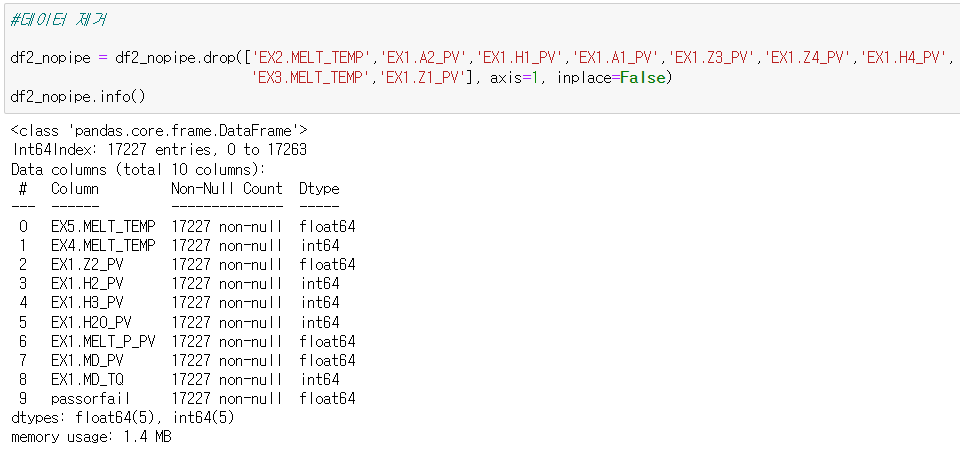 #데이터 제거
df2_nopipe = df2_nopipe.drop(['EX2.MELT_TEMP','EX1.A2_PV','EX1.H1_PV','EX1.A1_PV','EX1.Z3_PV','EX1.Z4_PV','EX1.H4_PV',
'EX3.MELT_TEMP','EX1.Z1_PV'], axis=1, inplace=False)
df2_nopipe.info()
<class 'pandas.core.frame.DataFrame'>
Int64Index: 17227 entries, 0 to 17263
Data columns (total 10 columns):
#   Column         Non-Null Count  Dtype
---  ------         --------------  -----
0   EX5.MELT_TEMP  17227 non-null  float64
1   EX4.MELT_TEMP  17227 non-null  int64
2   EX1.Z2_PV      17227 non-null  float64
3   EX1.H2_PV      17227 non-null  int64
4   EX1.H3_PV      17227 non-null  int64
5   EX1.H2O_PV     17227 non-null  int64
6   EX1.MELT_P_PV  17227 non-null  float64
7   EX1.MD_PV      17227 non-null  float64
8   EX1.MD_TQ      17227 non-null  int64
9   passorfail     17227 non-null  float64
dtypes: float64(5), int64(5)
memory usage: 1.4 MB